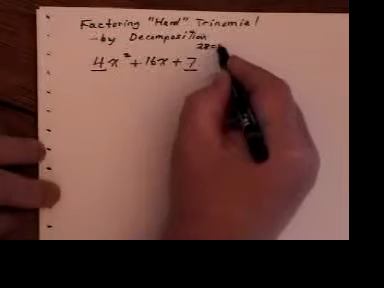 Factoring "Hard" Trinomial
- by Decomposition
28=
4x² + 16x + 7